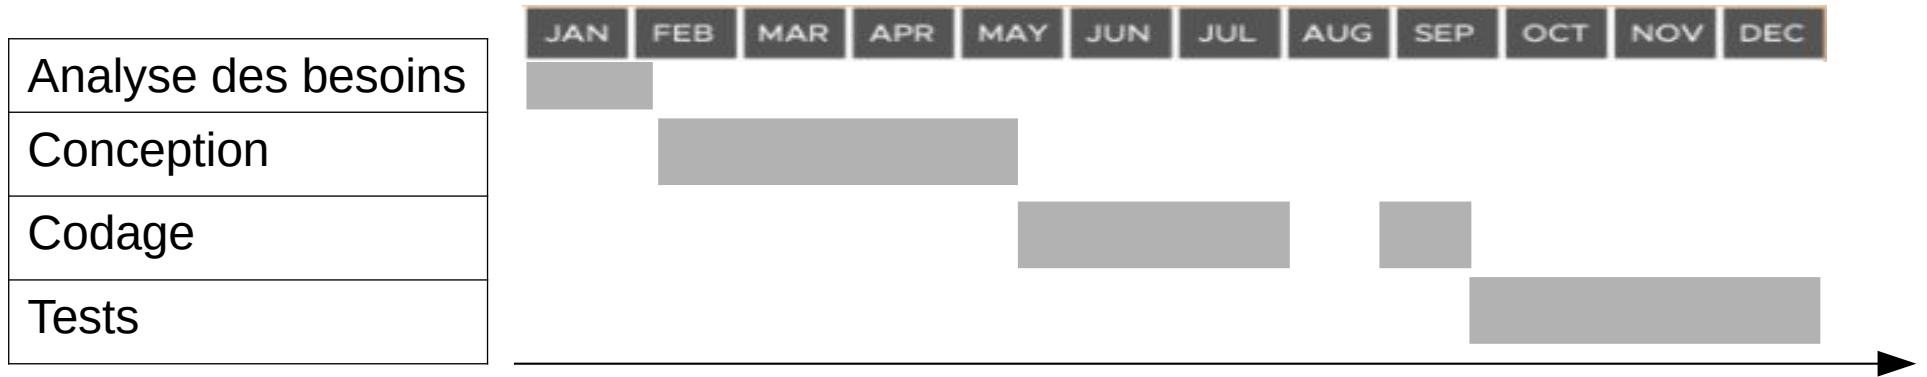 JAN FEB MAR APR MAY JUN JUL AUG SEP OCT NOV DEC
Analyse des besoins
Conception
Codage
Tests